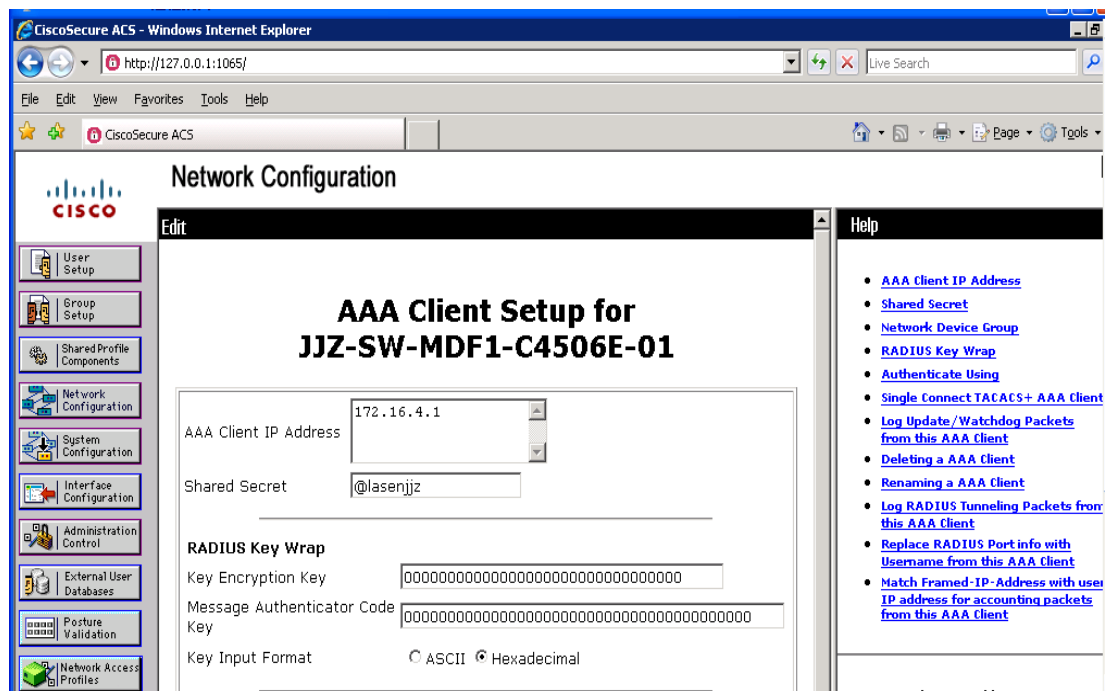 CiscoSecure ACS - Windows Internet Explorer
http://127.0.0.1:1065/
Live Search
File Edit View Favorites Tools Help
CiscoSecure ACS
Page Tools
CISCO
Network Configuration
User Setup
Group Setup
Shared Profile Components
Network Configuration
System Configuration
Interface Configuration
Administration Control
External User Databases
Posture Validation
Network Access Profiles
Edit
AAA Client Setup for
JJZ-SW-MDF1-C4506E-01
AAA Client IP Address
172.16.4.1
Shared Secret
@lasenjjz
RADIUS Key Wrap
Key Encryption Key
00000000000000000000000000000000
Message Authenticator Code
Key
0000000000000000000000000000000000000000
Key Input Format
ASCII Hexadecimal
Help
AAA Client IP Address
Shared Secret
Network Device Group
RADIUS Key Wrap
Authenticate Using
Single Connect TACACS+ AAA Client
Log Update/Watchdog Packets
from this AAA Client
Deleting a AAA Client
Renaming a AAA Client
Log RADIUS Tunneling Packets from
this AAA Client
Replace RADIUS Port info with
Username from this AAA Client
Match Framed-IP-Address with user
IP address for accounting packets
from this AAA Client